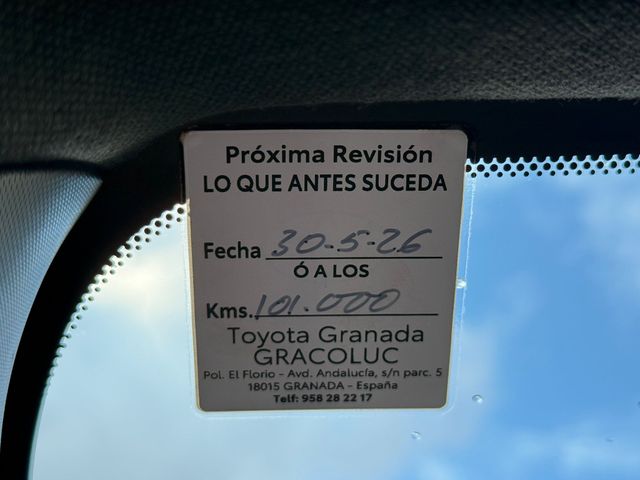 Próxima Revisión
LO QUE ANTES SUCEDA
Fecha 30-5-26
Ó A LOS
Kms. 101.000
Toyota Granada
GRACOLUC
Pol. El Florio - Avd. Andalucía, s/n parc. 5
18015 GRANADA - España
Telf: 958 28 22 17